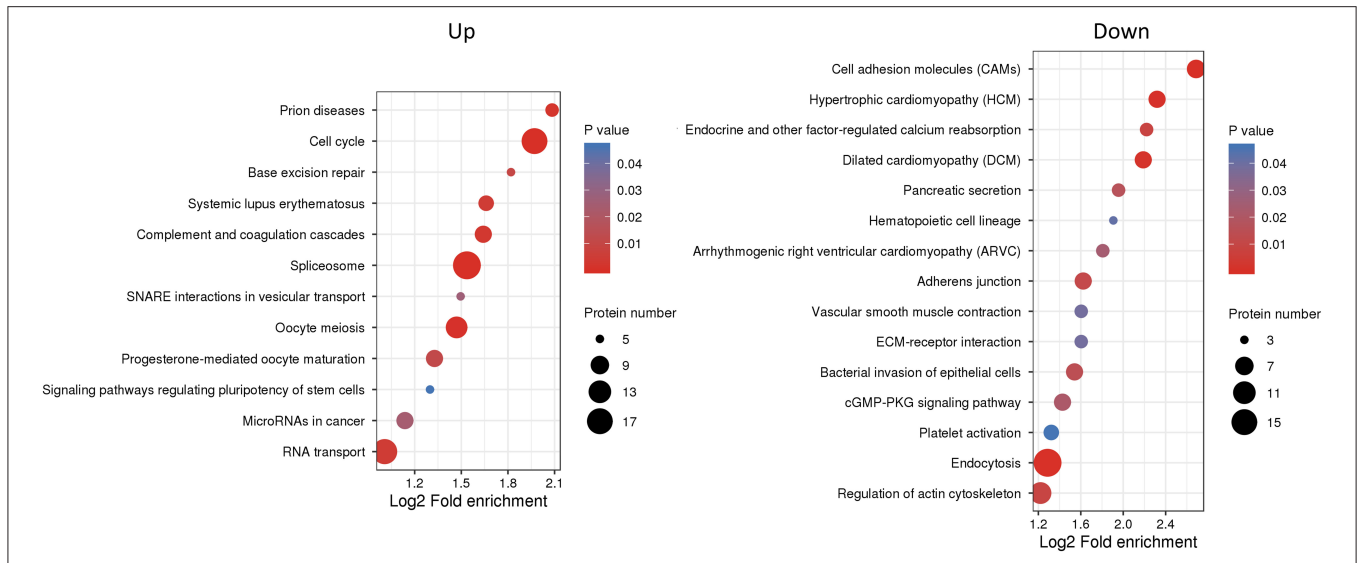 Up
Prion diseases
Cell cycle
Base excision repair
Systemic lupus erythematosus
Complement and coagulation cascades
Spliceosome
SNARE interactions in vesicular transport
Oocyte meiosis
Progesterone-mediated oocyte maturation
Signaling pathways regulating pluripotency of stem cells
MicroRNAs in cancer
RNA transport
1.2 1.5 1.8 2.1
Log2 Fold enrichment
P value
0.04
0.03
0.02
0.01
Protein number
5
9
13
17
Down
Cell adhesion molecules (CAMs)
Hypertrophic cardiomyopathy (HCM)
Endocrine and other factor-regulated calcium reabsorption
Dilated cardiomyopathy (DCM)
Pancreatic secretion
Hematopoietic cell lineage
Arrhythmogenic right ventricular cardiomyopathy (ARVC)
Adherens junction
Vascular smooth muscle contraction
ECM-receptor interaction
Bacterial invasion of epithelial cells
cGMP-PKG signaling pathway
Platelet activation
Endocytosis
Regulation of actin cytoskeleton
1.2 1.6 2.0 2.4
Log2 Fold enrichment
P value
0.04
0.03
0.02
0.01
Protein number
3
7
11
15